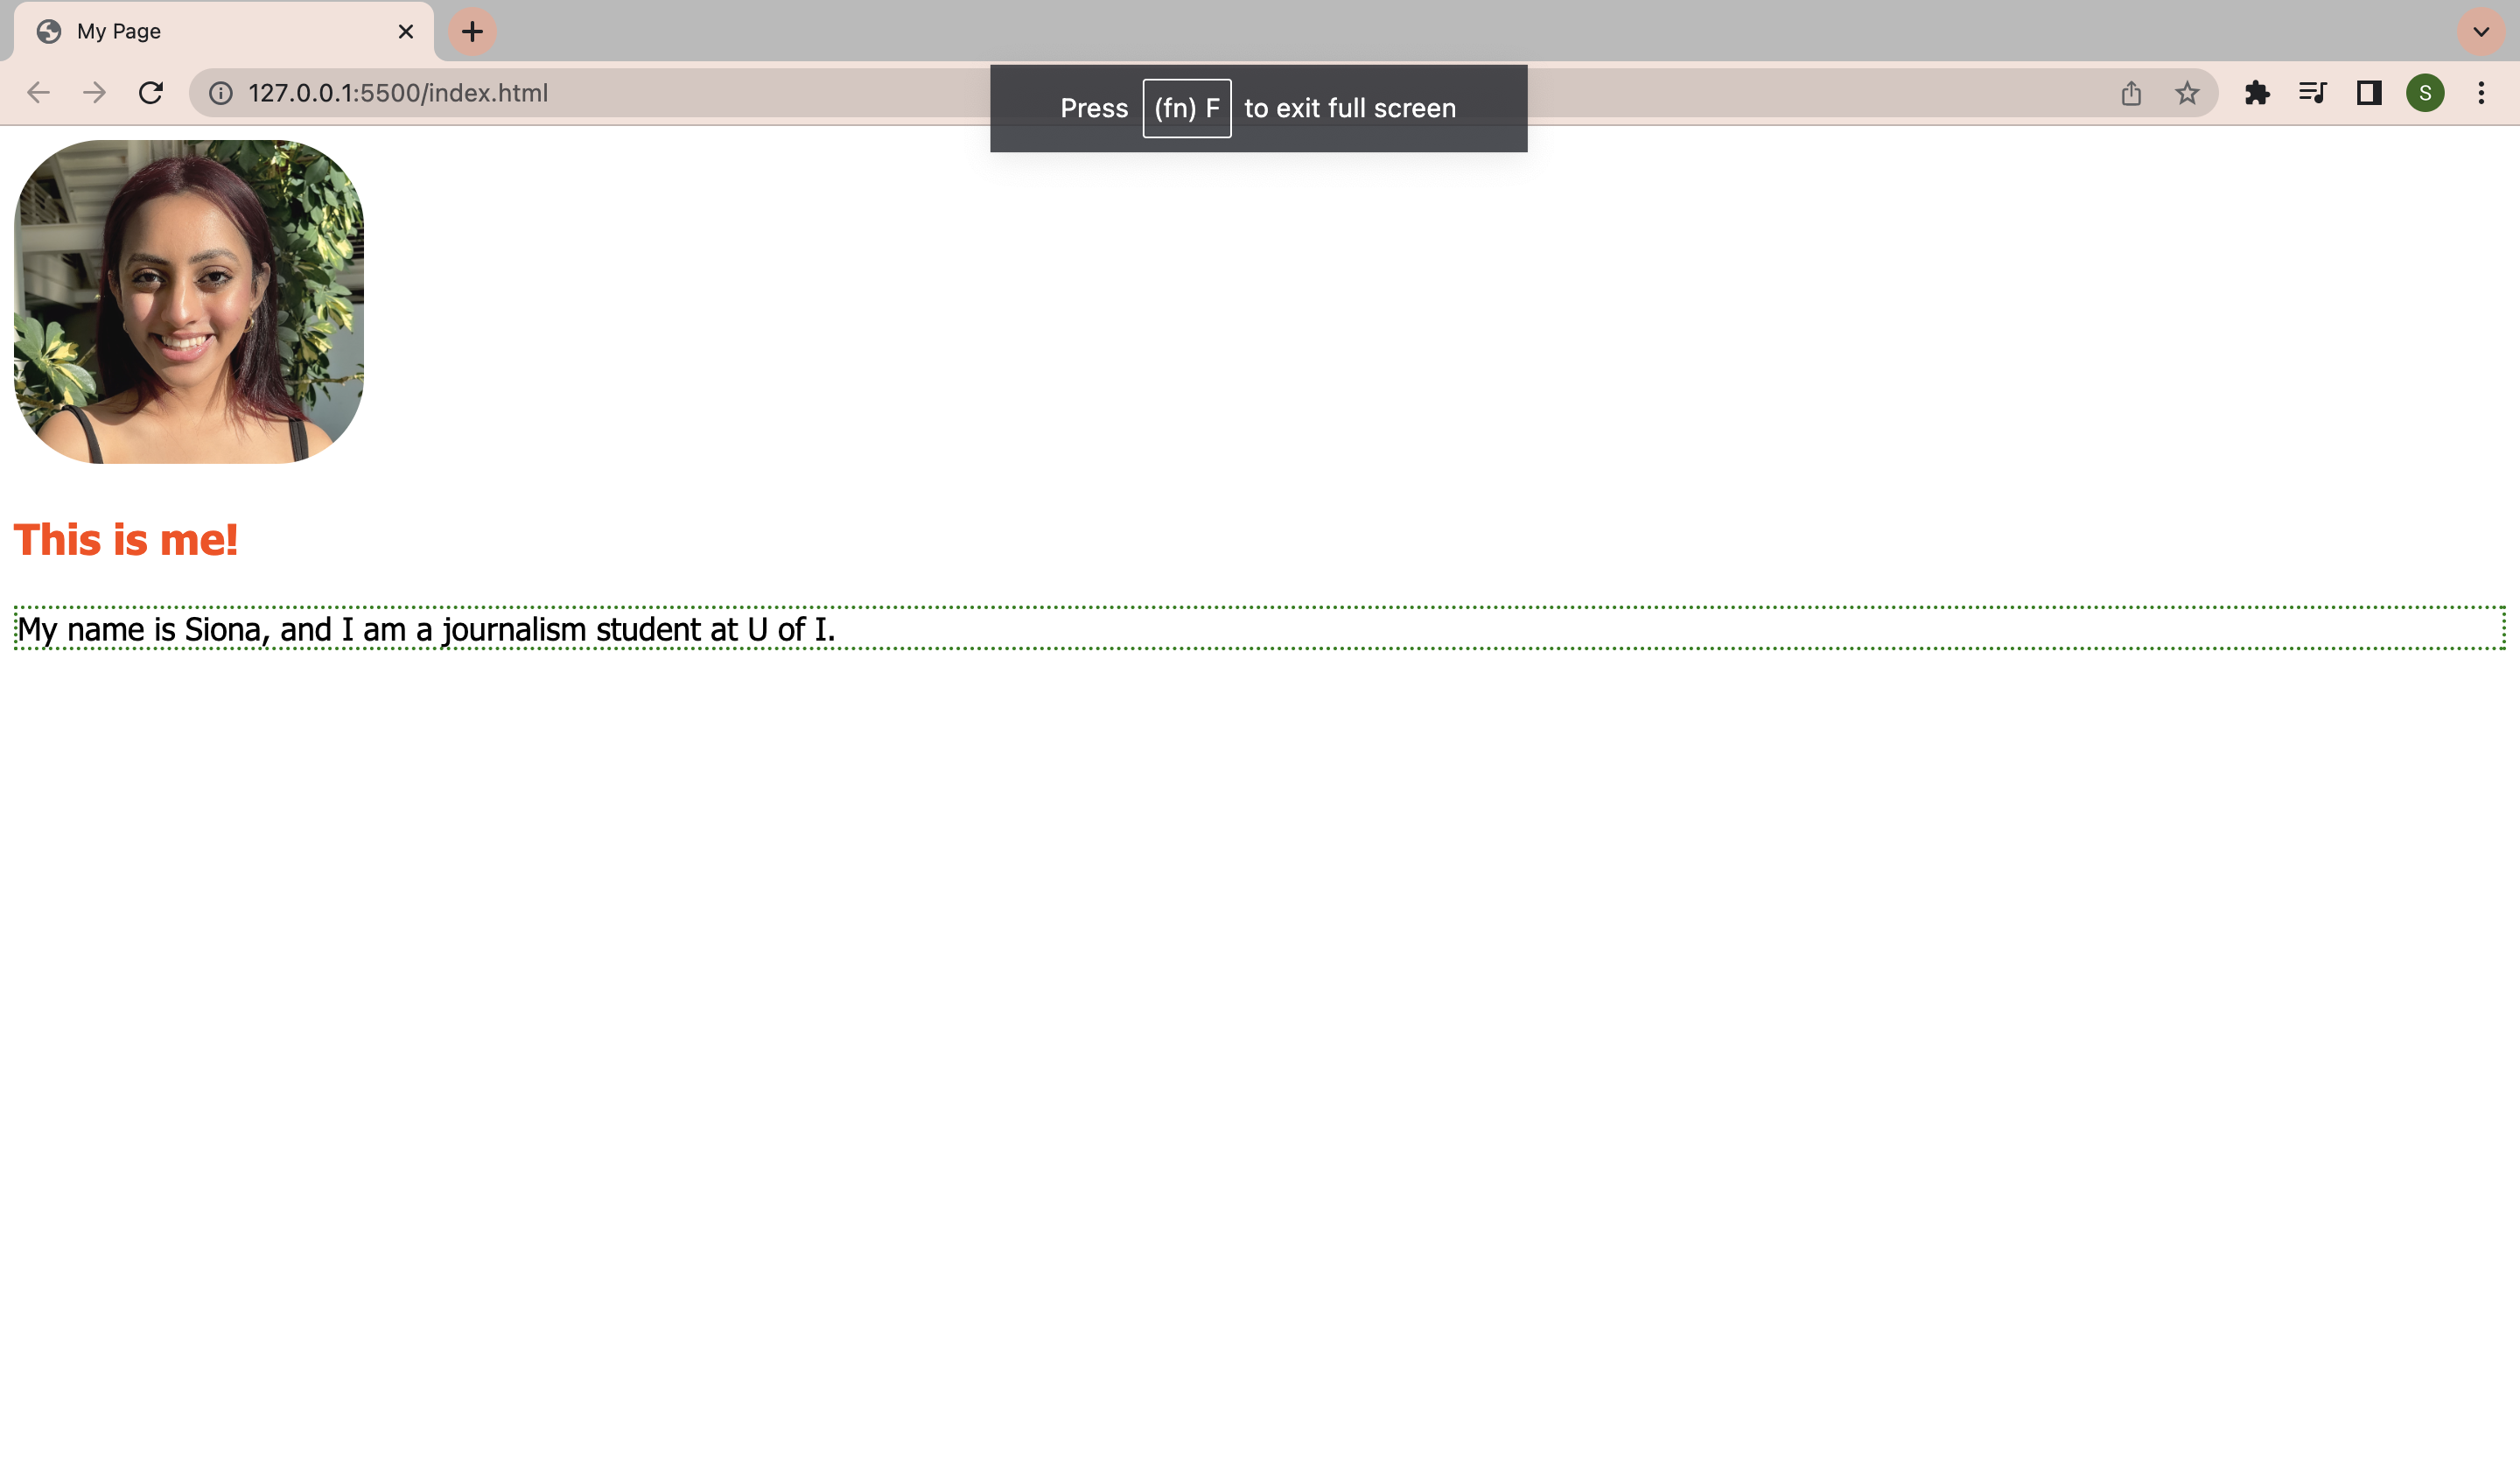 My Page
127.0.0.1:5500/index.html
Press (fn) F to exit full screen
S
This is me!
My name is Siona, and I am a journalism student at U of I.